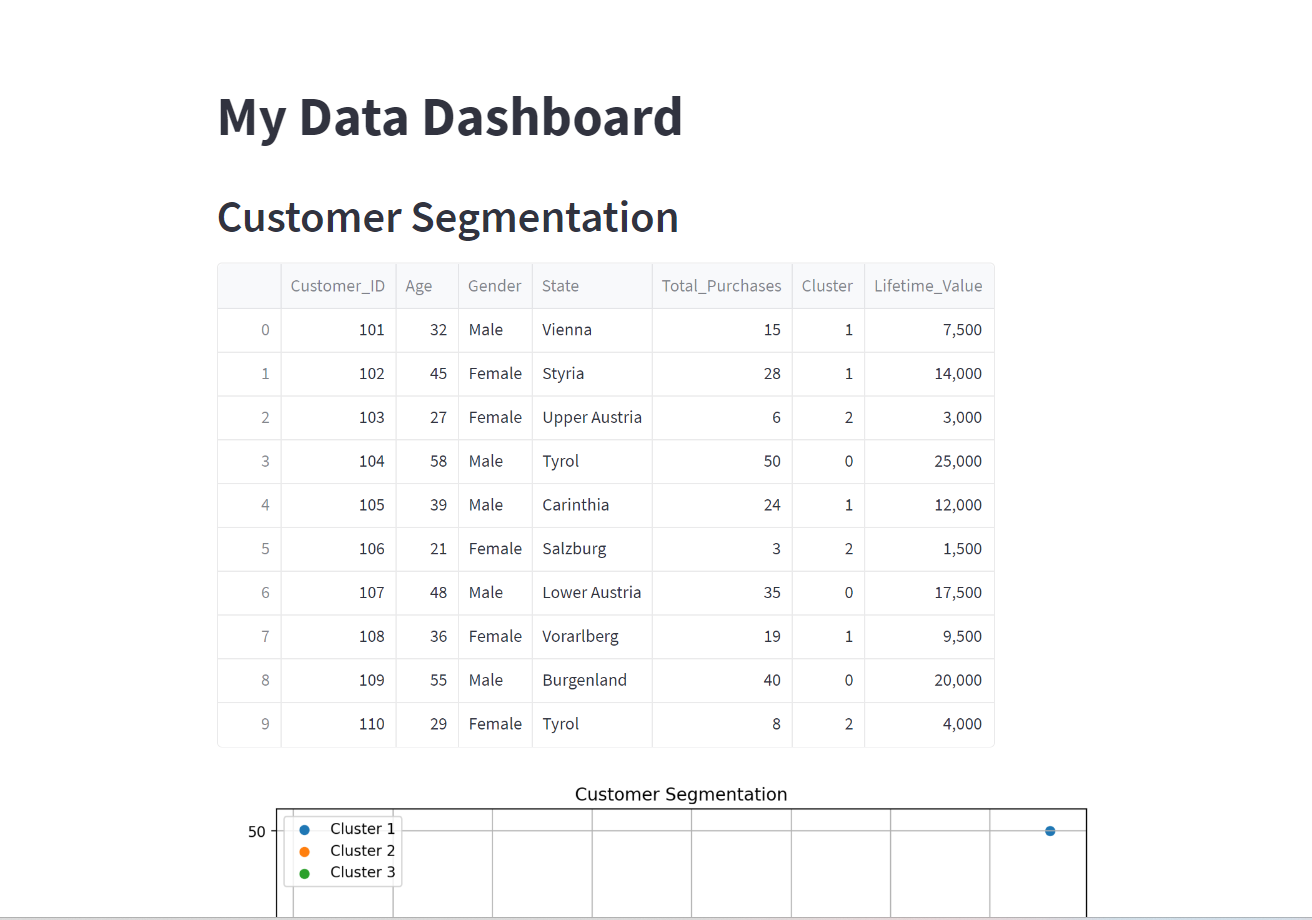 My Data Dashboard
Customer Segmentation
Customer_ID Age Gender State Total_Purchases Cluster Lifetime_Value
0 101 32 Male Vienna 15 1 7,500
1 102 45 Female Styria 28 1 14,000
2 103 27 Female Upper Austria 6 2 3,000
3 104 58 Male Tyrol 50 0 25,000
4 105 39 Male Carinthia 24 1 12,000
5 106 21 Female Salzburg 3 2 1,500
6 107 48 Male Lower Austria 35 0 17,500
7 108 36 Female Vorarlberg 19 1 9,500
8 109 55 Male Burgenland 40 0 20,000
9 110 29 Female Tyrol 8 2 4,000
Customer Segmentation
50
Cluster 1
Cluster 2
Cluster 3